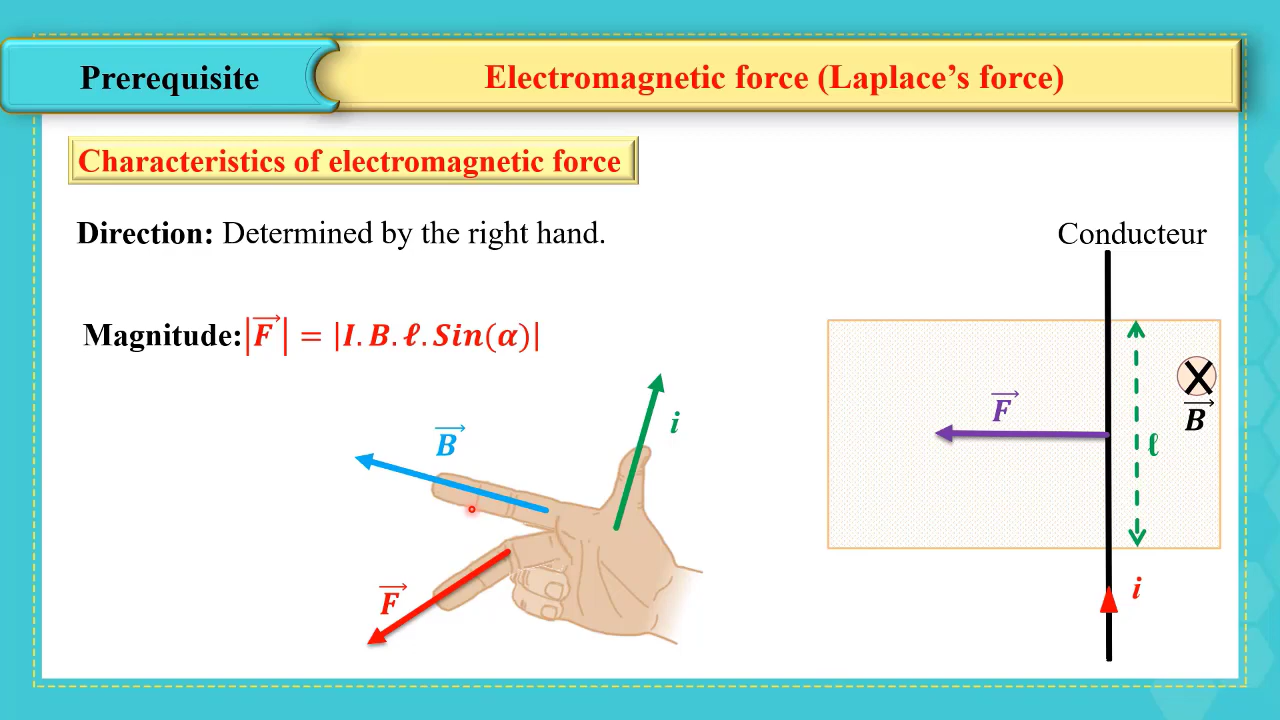 Prerequisite
Electromagnetic force (Laplace’s force)
Characteristics of electromagnetic force
Direction: Determined by the right hand.
Conducteur
Magnitude: |F⃗| = |I.B.ℓ.Sin(α)|
B⃗
i
F⃗
F⃗
X
B⃗
ℓ
i